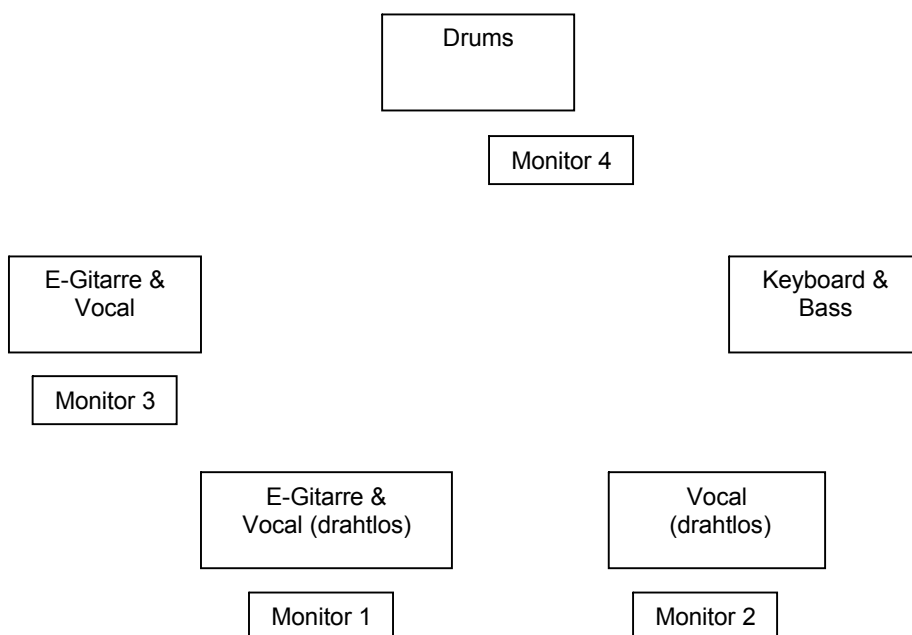 Drums
Monitor 4
E-Gitarre &
Vocal
Keyboard &
Bass
Monitor 3
E-Gitarre &
Vocal (drahtlos)
Vocal
(drahtlos)
Monitor 1
Monitor 2